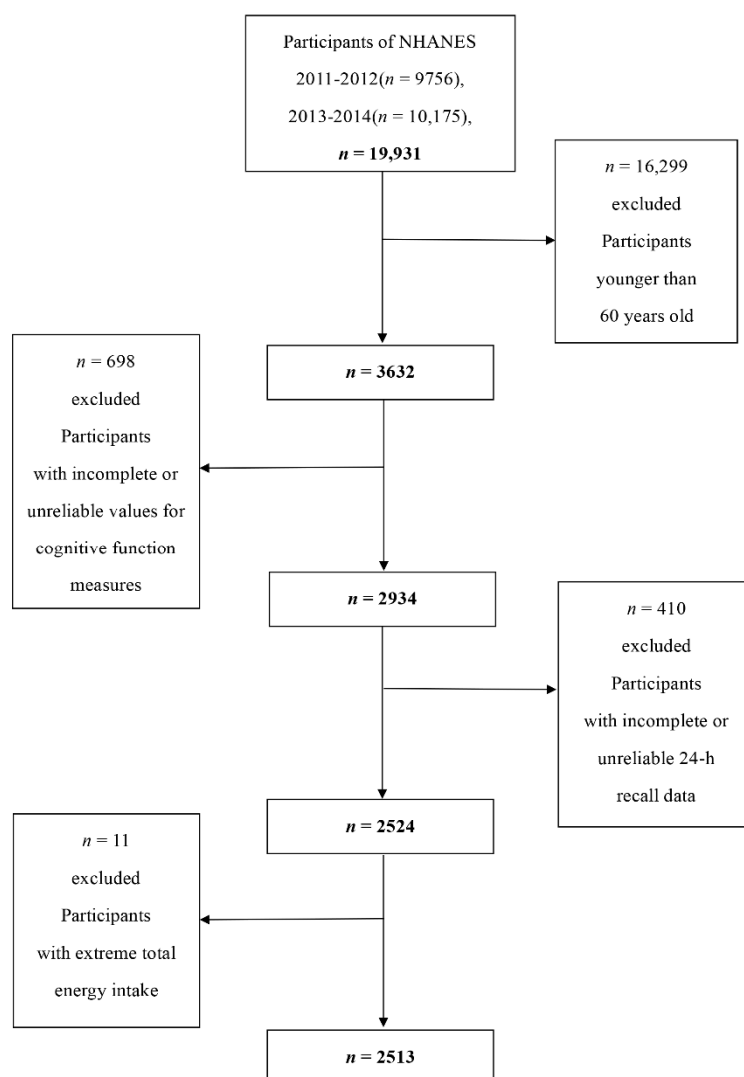 Participants of NHANES
2011-2012(n = 9756),
2013-2014(n = 10,175),
n = 19,931
n = 16,299
excluded
Participants
younger than
60 years old
n = 3632
n = 698
excluded
Participants
with incomplete or
unreliable values for
cognitive function
measures
n = 2934
n = 410
excluded
Participants
with incomplete or
unreliable 24-h
recall data
n = 2524
n = 11
excluded
Participants
with extreme total
energy intake
n = 2513